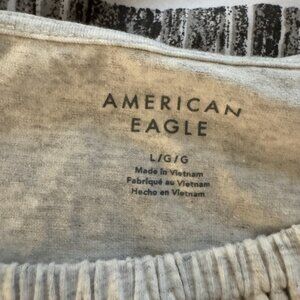 AMERICAN
EAGLE
L/G/G
Made in Vietnam
Fabriqué au Vietnam
Hecho en Vietnam